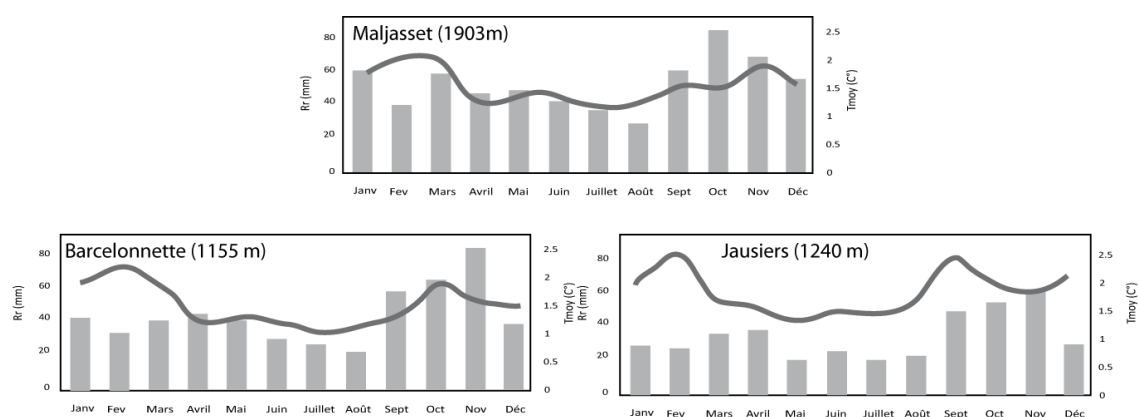 Maljasset (1903m)
80
60
40
20
0
Rr (mm)
2.5
2
1.5
1
0.5
0
Tmoy (C°)
Janv Fev Mars Avril Mai Juin Juillet Août Sept Oct Nov Déc
Barcelonnette (1155 m)
80
60
40
20
0
Rr (mm)
2.5
2
1.5
1
0.5
0
Tmoy (C°)
Janv Fev Mars Avril Mai Juin Juillet Août Sept Oct Nov Déc
Jausiers (1240 m)
80
60
40
20
0
Rr (mm)
2.5
2
1.5
1
0.5
0
Tmoy (C°)
Janv Fev Mars Avril Mai Juin Juillet Août Sept Oct Nov Déc